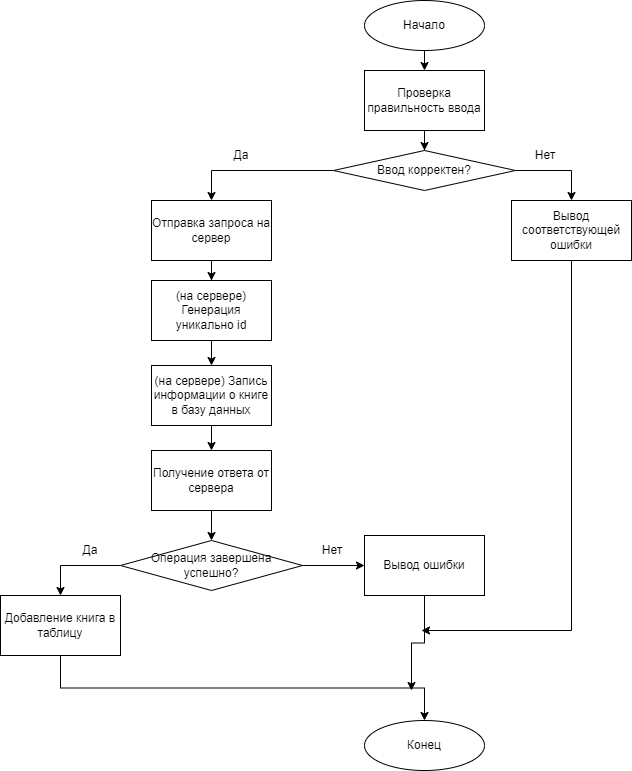 Начало
Проверка
правильность ввода
Да
Ввод корректен?
Нет
Отправка запроса на
сервер
Вывод
соответствующей
ошибки
(на сервере)
Генерация
уникально id
(на сервере) Запись
информации о книге
в базу данных
Получение ответа от
сервера
Да
Операция завершена
успешно?
Нет
Вывод ошибки
Добавление книга в
таблицу
Конец